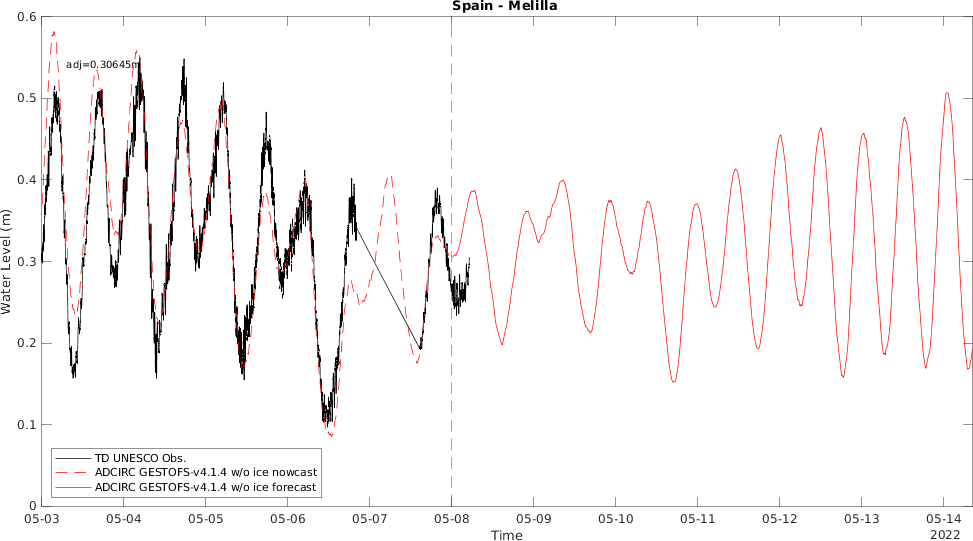 Spain - Melilla
adj=0.30645m
Water Level (m)
0.6
0.5
0.4
0.3
0.2
0.1
0
TD UNESCO Obs.
ADCIRC GESTOFS-v4.1.4 w/o ice nowcast
ADCIRC GESTOFS-v4.1.4 w/o ice forecast
05-03 05-04 05-05 05-06 05-07 05-08 05-09 05-10 05-11 05-12 05-13 05-14
Time 2022